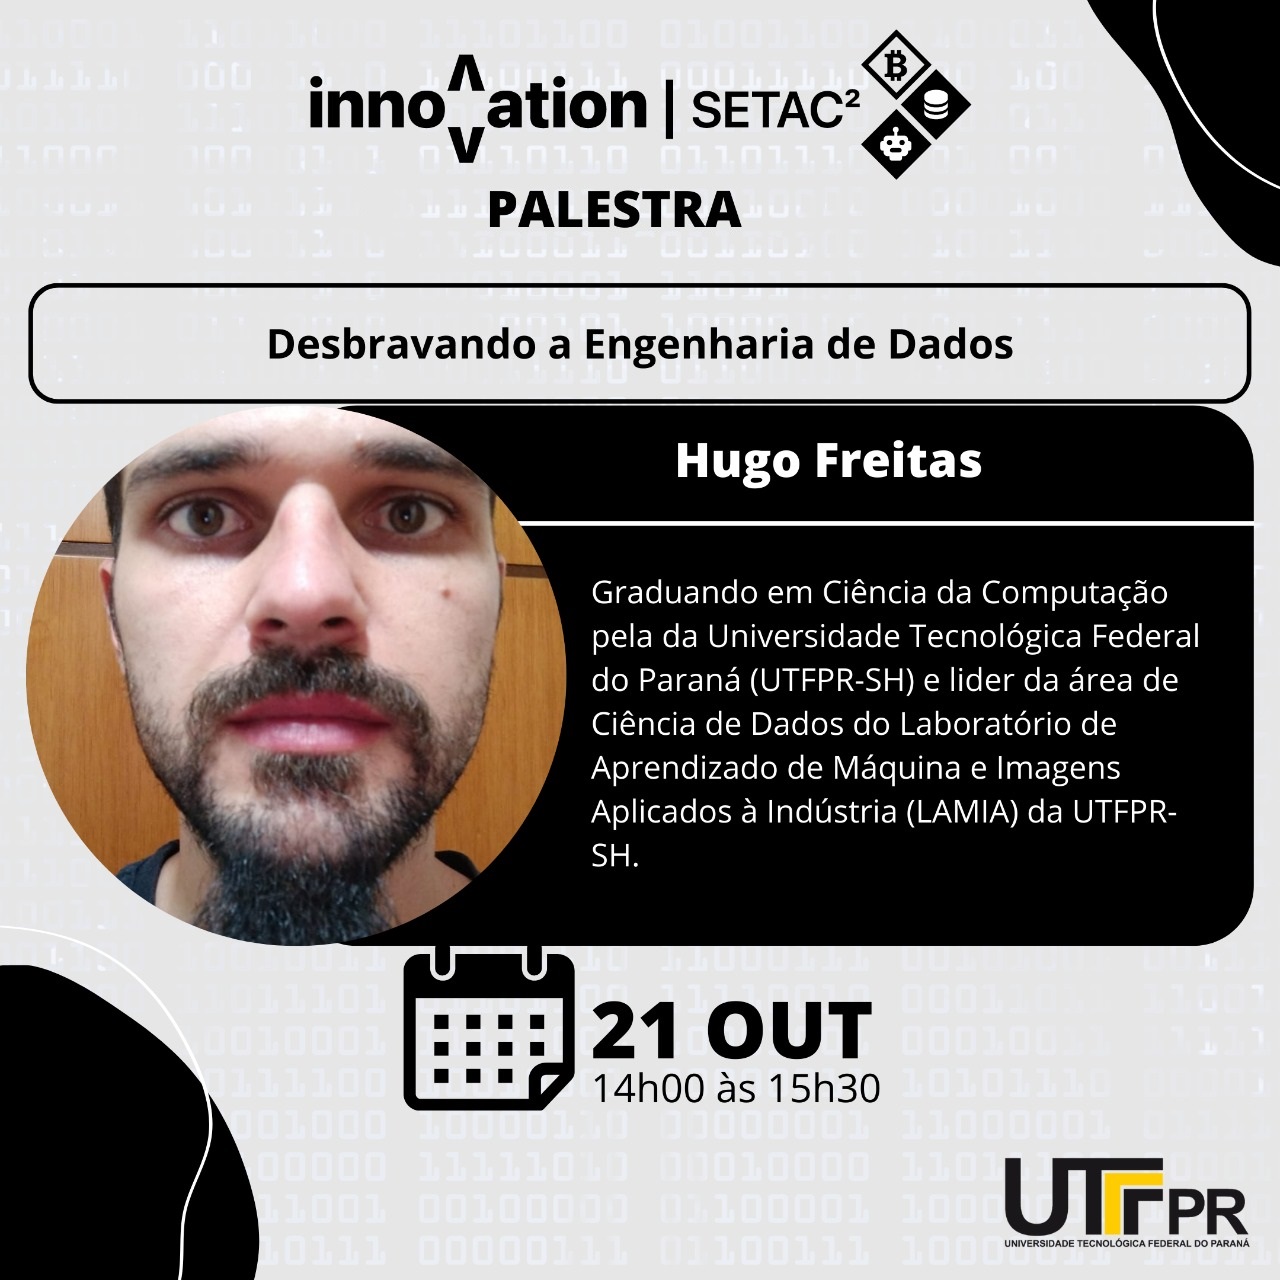 innovation | SETAC²
PALESTRA
Desbravando a Engenharia de Dados
Hugo Freitas
Graduando em Ciência da Computação
pela da Universidade Tecnológica Federal
do Paraná (UTFPR-SH) e lider da área de
Ciência de Dados do Laboratório de
Aprendizado de Máquina e Imagens
Aplicados à Indústria (LAMIA) da UTFPR-
SH.
21 OUT
14h00 às 15h30
UTFPR
UNIVERSIDADE TECNOLÓGICA FEDERAL DO PARANÁ